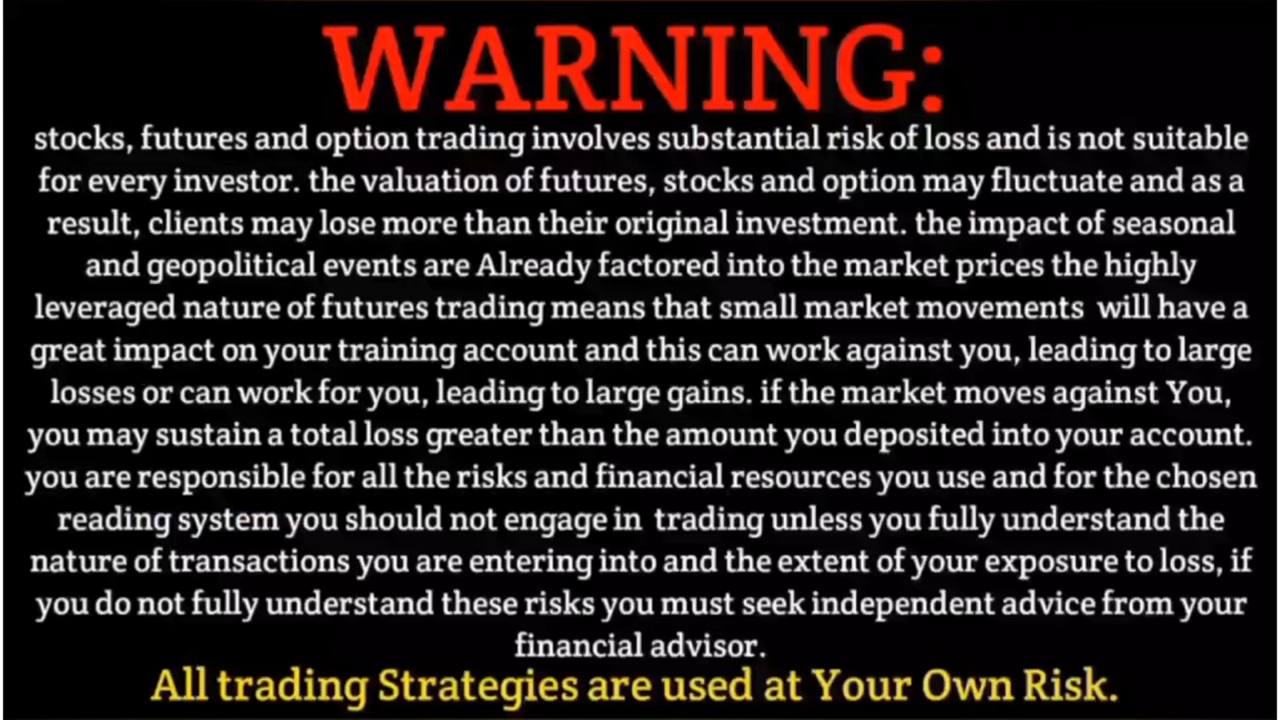 WARNING:
stocks, futures and option trading involves substantial risk of loss and is not suitable
for every investor. the valuation of futures, stocks and option may fluctuate and as a
result, clients may lose more than their original investment. the impact of seasonal
and geopolitical events are Already factored into the market prices the highly
leveraged nature of futures trading means that small market movements will have a
great impact on your training account and this can work against you, leading to large
losses or can work for you, leading to large gains. if the market moves against You,
you may sustain a total loss greater than the amount you deposited into your account.
you are responsible for all the risks and financial resources you use and for the chosen
reading system you should not engage in trading unless you fully understand the
nature of transactions you are entering into and the extent of your exposure to loss, if
you do not fully understand these risks you must seek independent advice from your
financial advisor.
All trading Strategies are used at Your Own Risk.